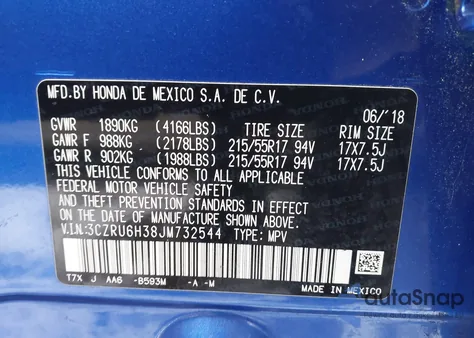 MFD.BY HONDA DE MEXICO S.A. DE C.V.
06/'18
GVWR 1890KG (4166LBS) TIRE SIZE RIM SIZE
GAWR F 988KG (2178LBS) 215/55R17 94V 17X7.5J
GAWR R 902KG (1988LBS) 215/55R17 94V 17X7.5J
THIS VEHICLE CONFORMS TO ALL APPLICABLE
FEDERAL MOTOR VEHICLE SAFETY, BUMPER,
AND THEFT PREVENTION STANDARDS IN EFFECT
ON THE DATE OF MANUFACTURE SHOWN ABOVE.
V.I.N:3CZRU6H38JM732544 TYPE: MPV
T7X J AA6 -B593M -A -M MADE IN MEXICO
AutoSnap